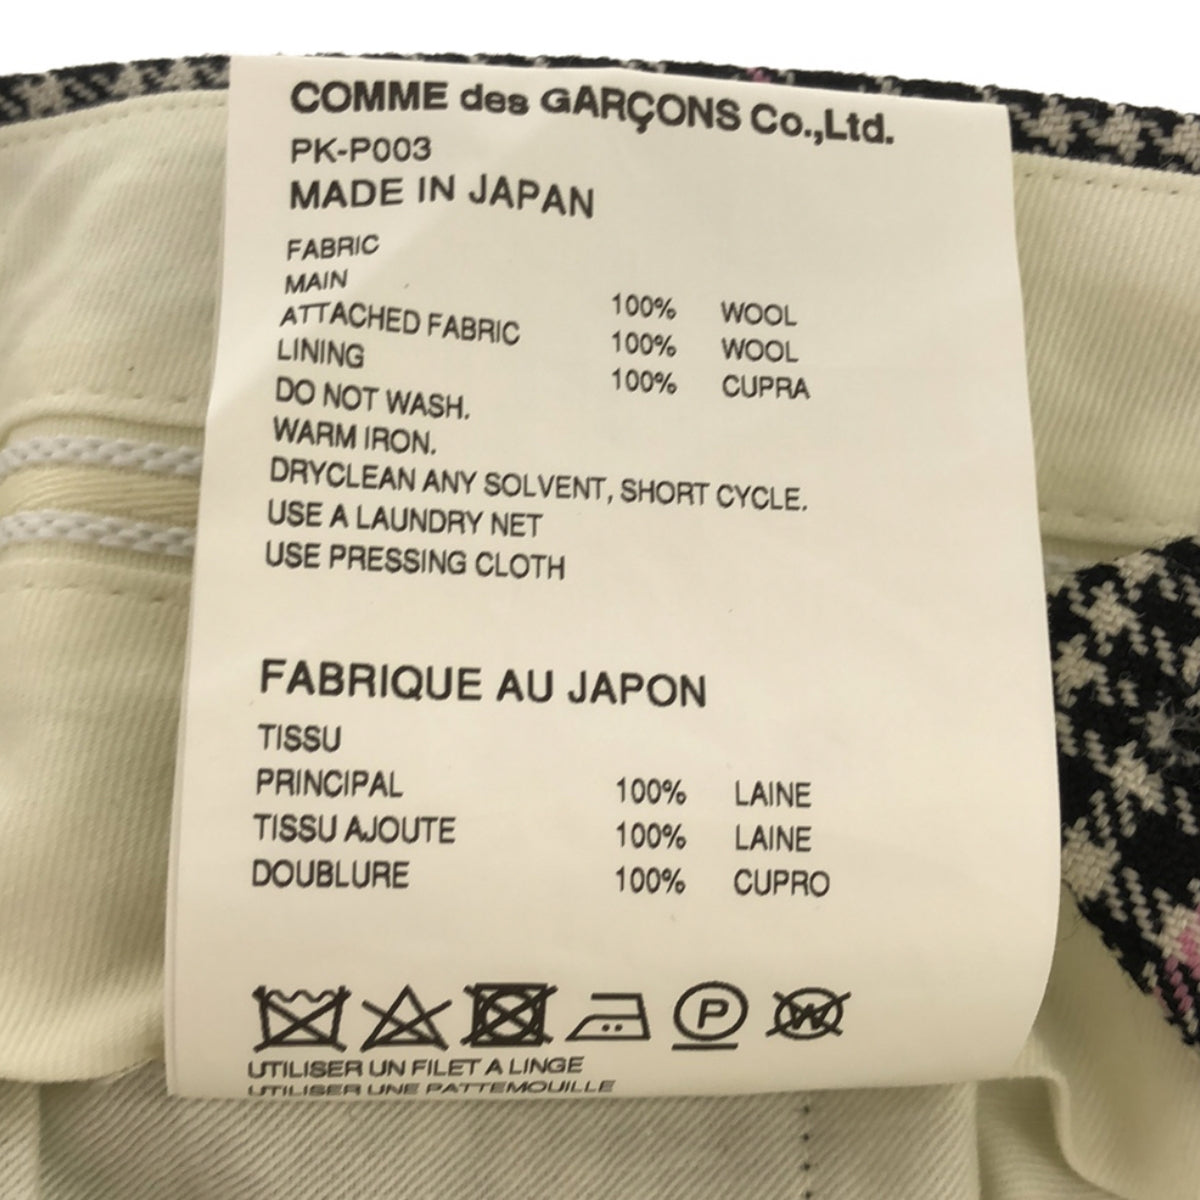 COMME des GARÇONS Co.,Ltd.
PK-P003
MADE IN JAPAN
FABRIC
MAIN 100% WOOL
ATTACHED FABRIC 100% WOOL
LINING 100% CUPRA
DO NOT WASH.
WARM IRON.
DRYCLEAN ANY SOLVENT, SHORT CYCLE.
USE A LAUNDRY NET
USE PRESSING CLOTH
FABRIQUE AU JAPON
TISSU
PRINCIPAL 100% LAINE
TISSU AJOUTE 100% LAINE
DOUBLURE 100% CUPRO
P W
UTILISER UN FILET A LINGE
UTILISER UNE PATTEMOUILLE